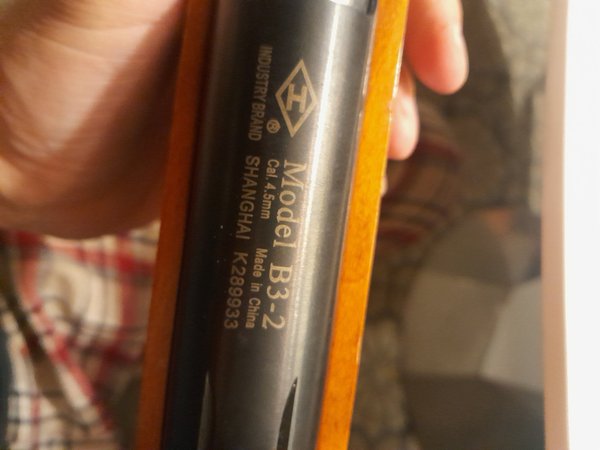 INDUSTRY BRAND ®
Model B3-2
Cal. 4.5mm Made in China
SHANGHAI K289933